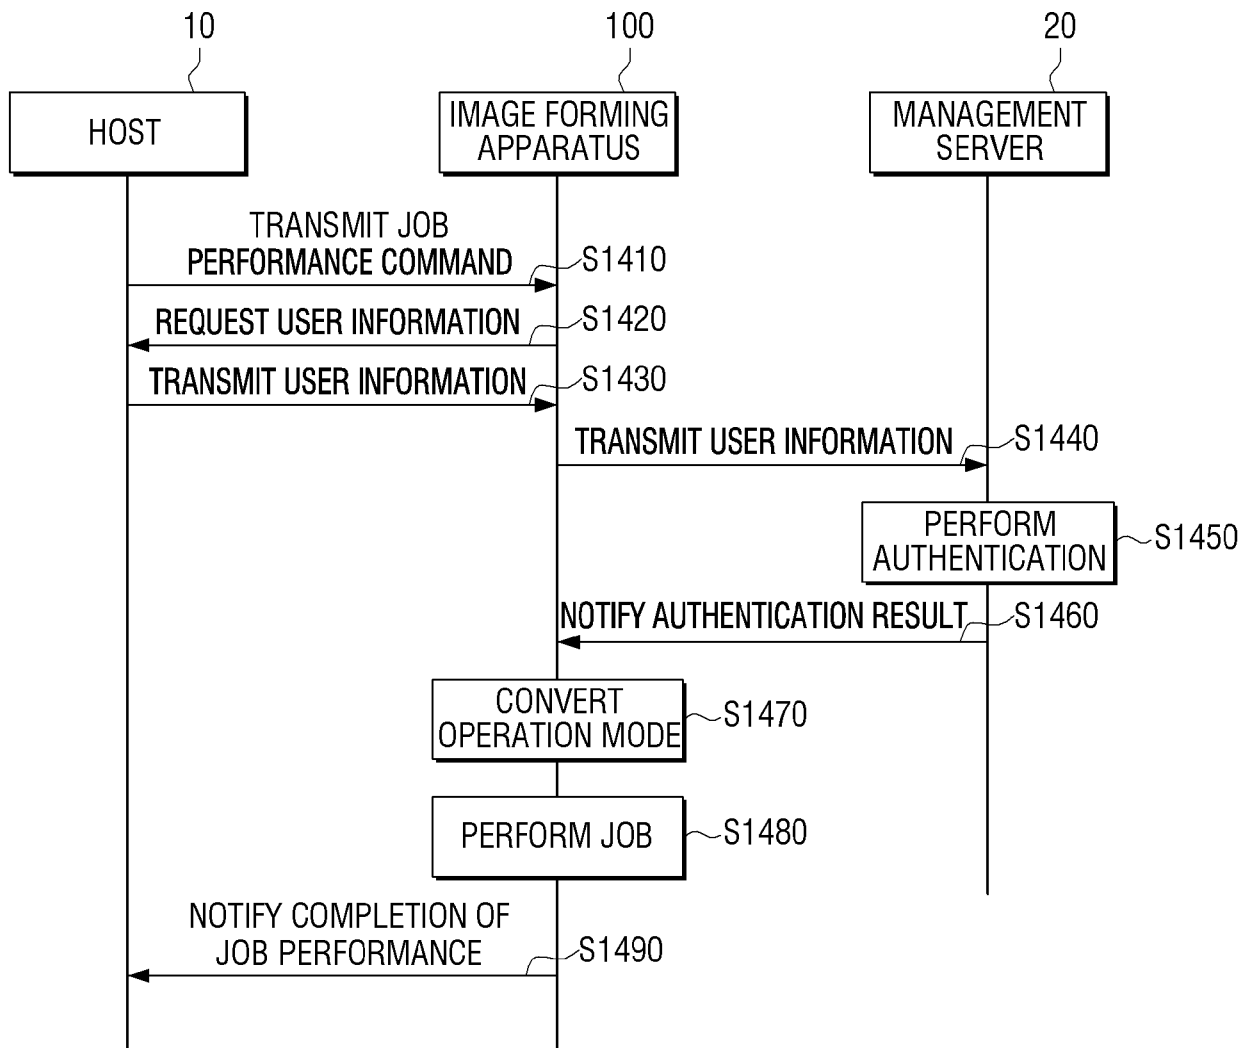 10
100
20
HOST
IMAGE FORMING
APPARATUS
MANAGEMENT
SERVER
TRANSMIT JOB
PERFORMANCE COMMAND
S1410
REQUEST USER INFORMATION
S1420
TRANSMIT USER INFORMATION
S1430
TRANSMIT USER INFORMATION
S1440
PERFORM
AUTHENTICATION
S1450
NOTIFY AUTHENTICATION RESULT
S1460
CONVERT
OPERATION MODE
S1470
PERFORM JOB
S1480
NOTIFY COMPLETION OF
JOB PERFORMANCE
S1490